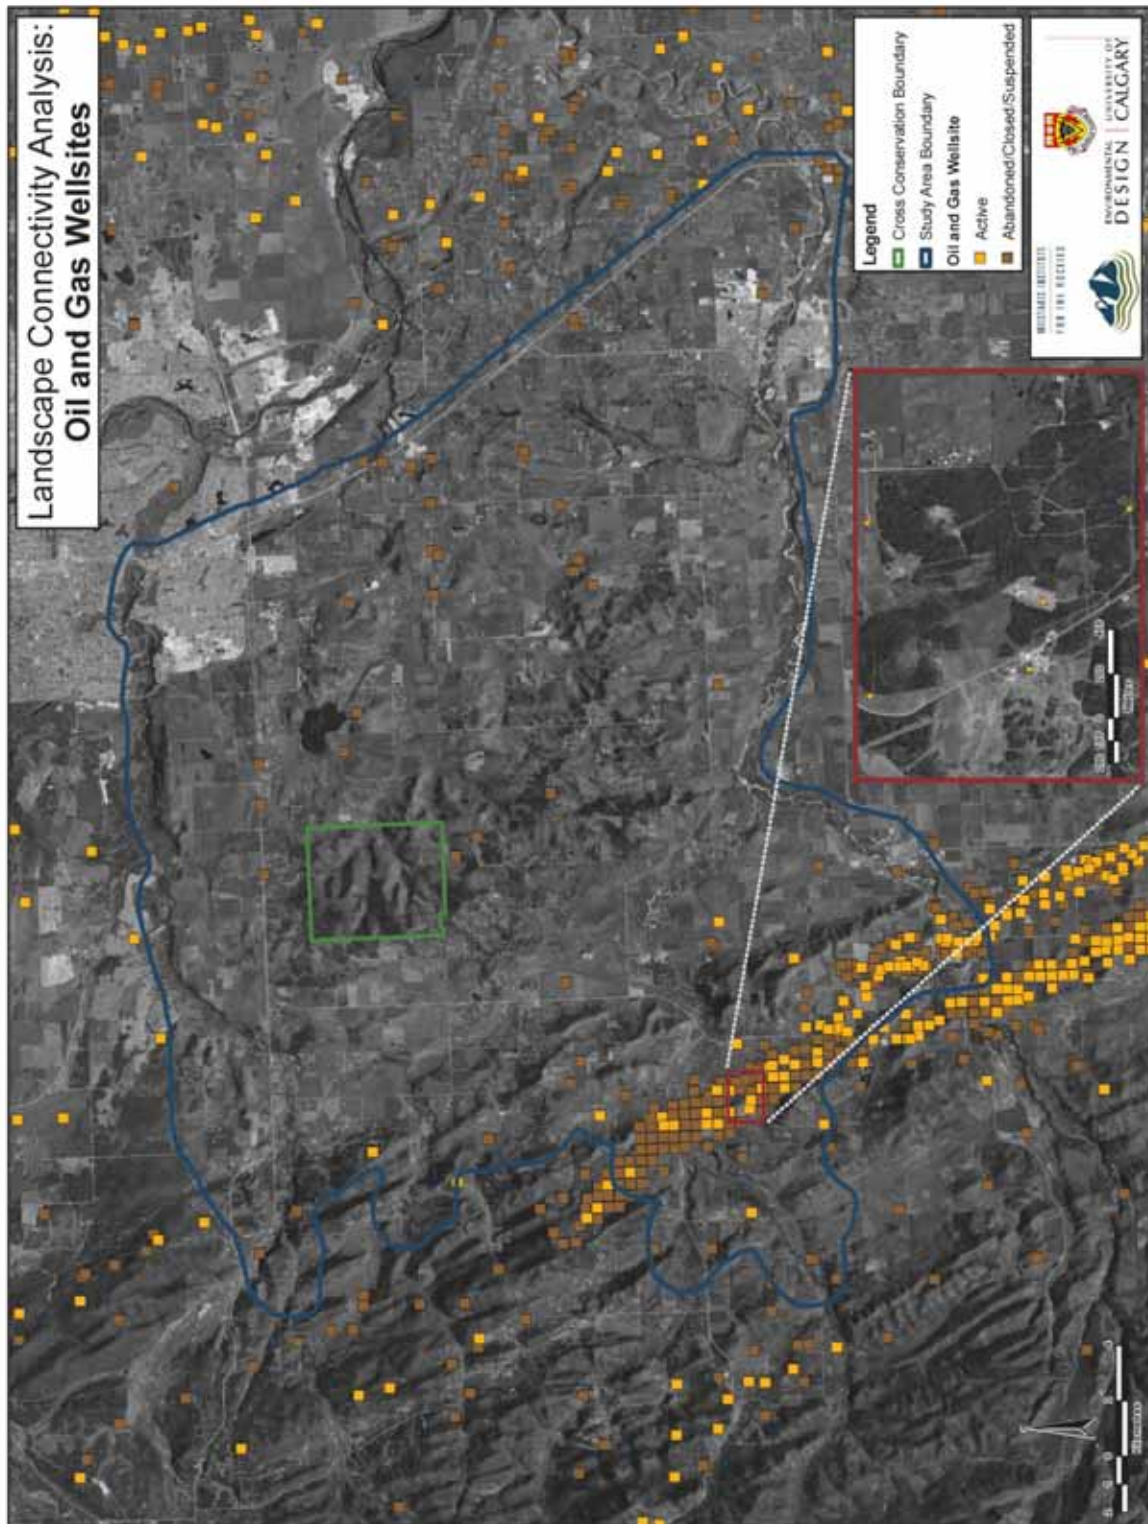 Landscape Connectivity Analysis:
Oil and Gas Wellsites
Legend
Cross Conservation Boundary
Study Area Boundary
Oil and Gas Wellsite
Active
Abandoned/Closed/Suspended
MIISTAKIS INSTITUTE
FOR THE ROCKIES
ENVIRONMENTAL
DESIGN
UNIVERSITY OF
CALGARY